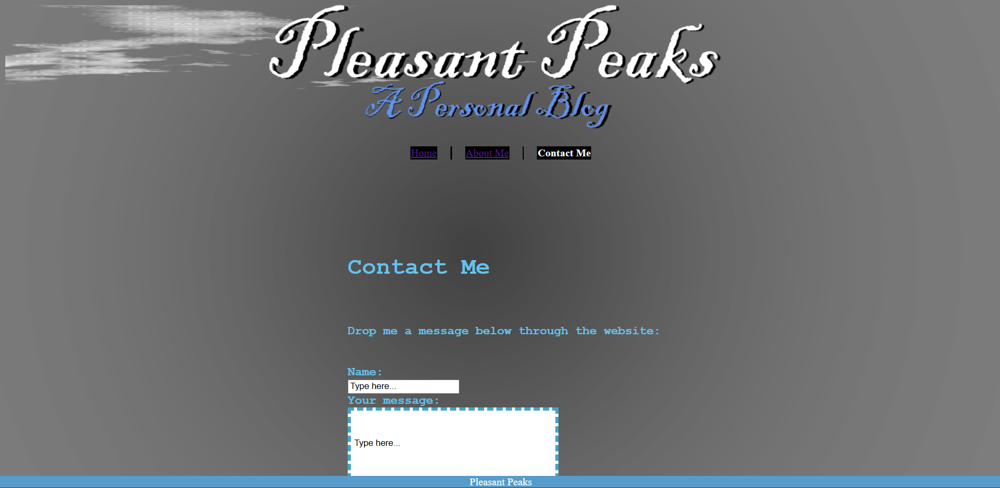 Pleasant Peaks
A Personal Blog
Home | About Me | Contact Me
Contact Me
Drop me a message below through the website:
Name:
Type here...
Your message:
Type here...
Pleasant Peaks